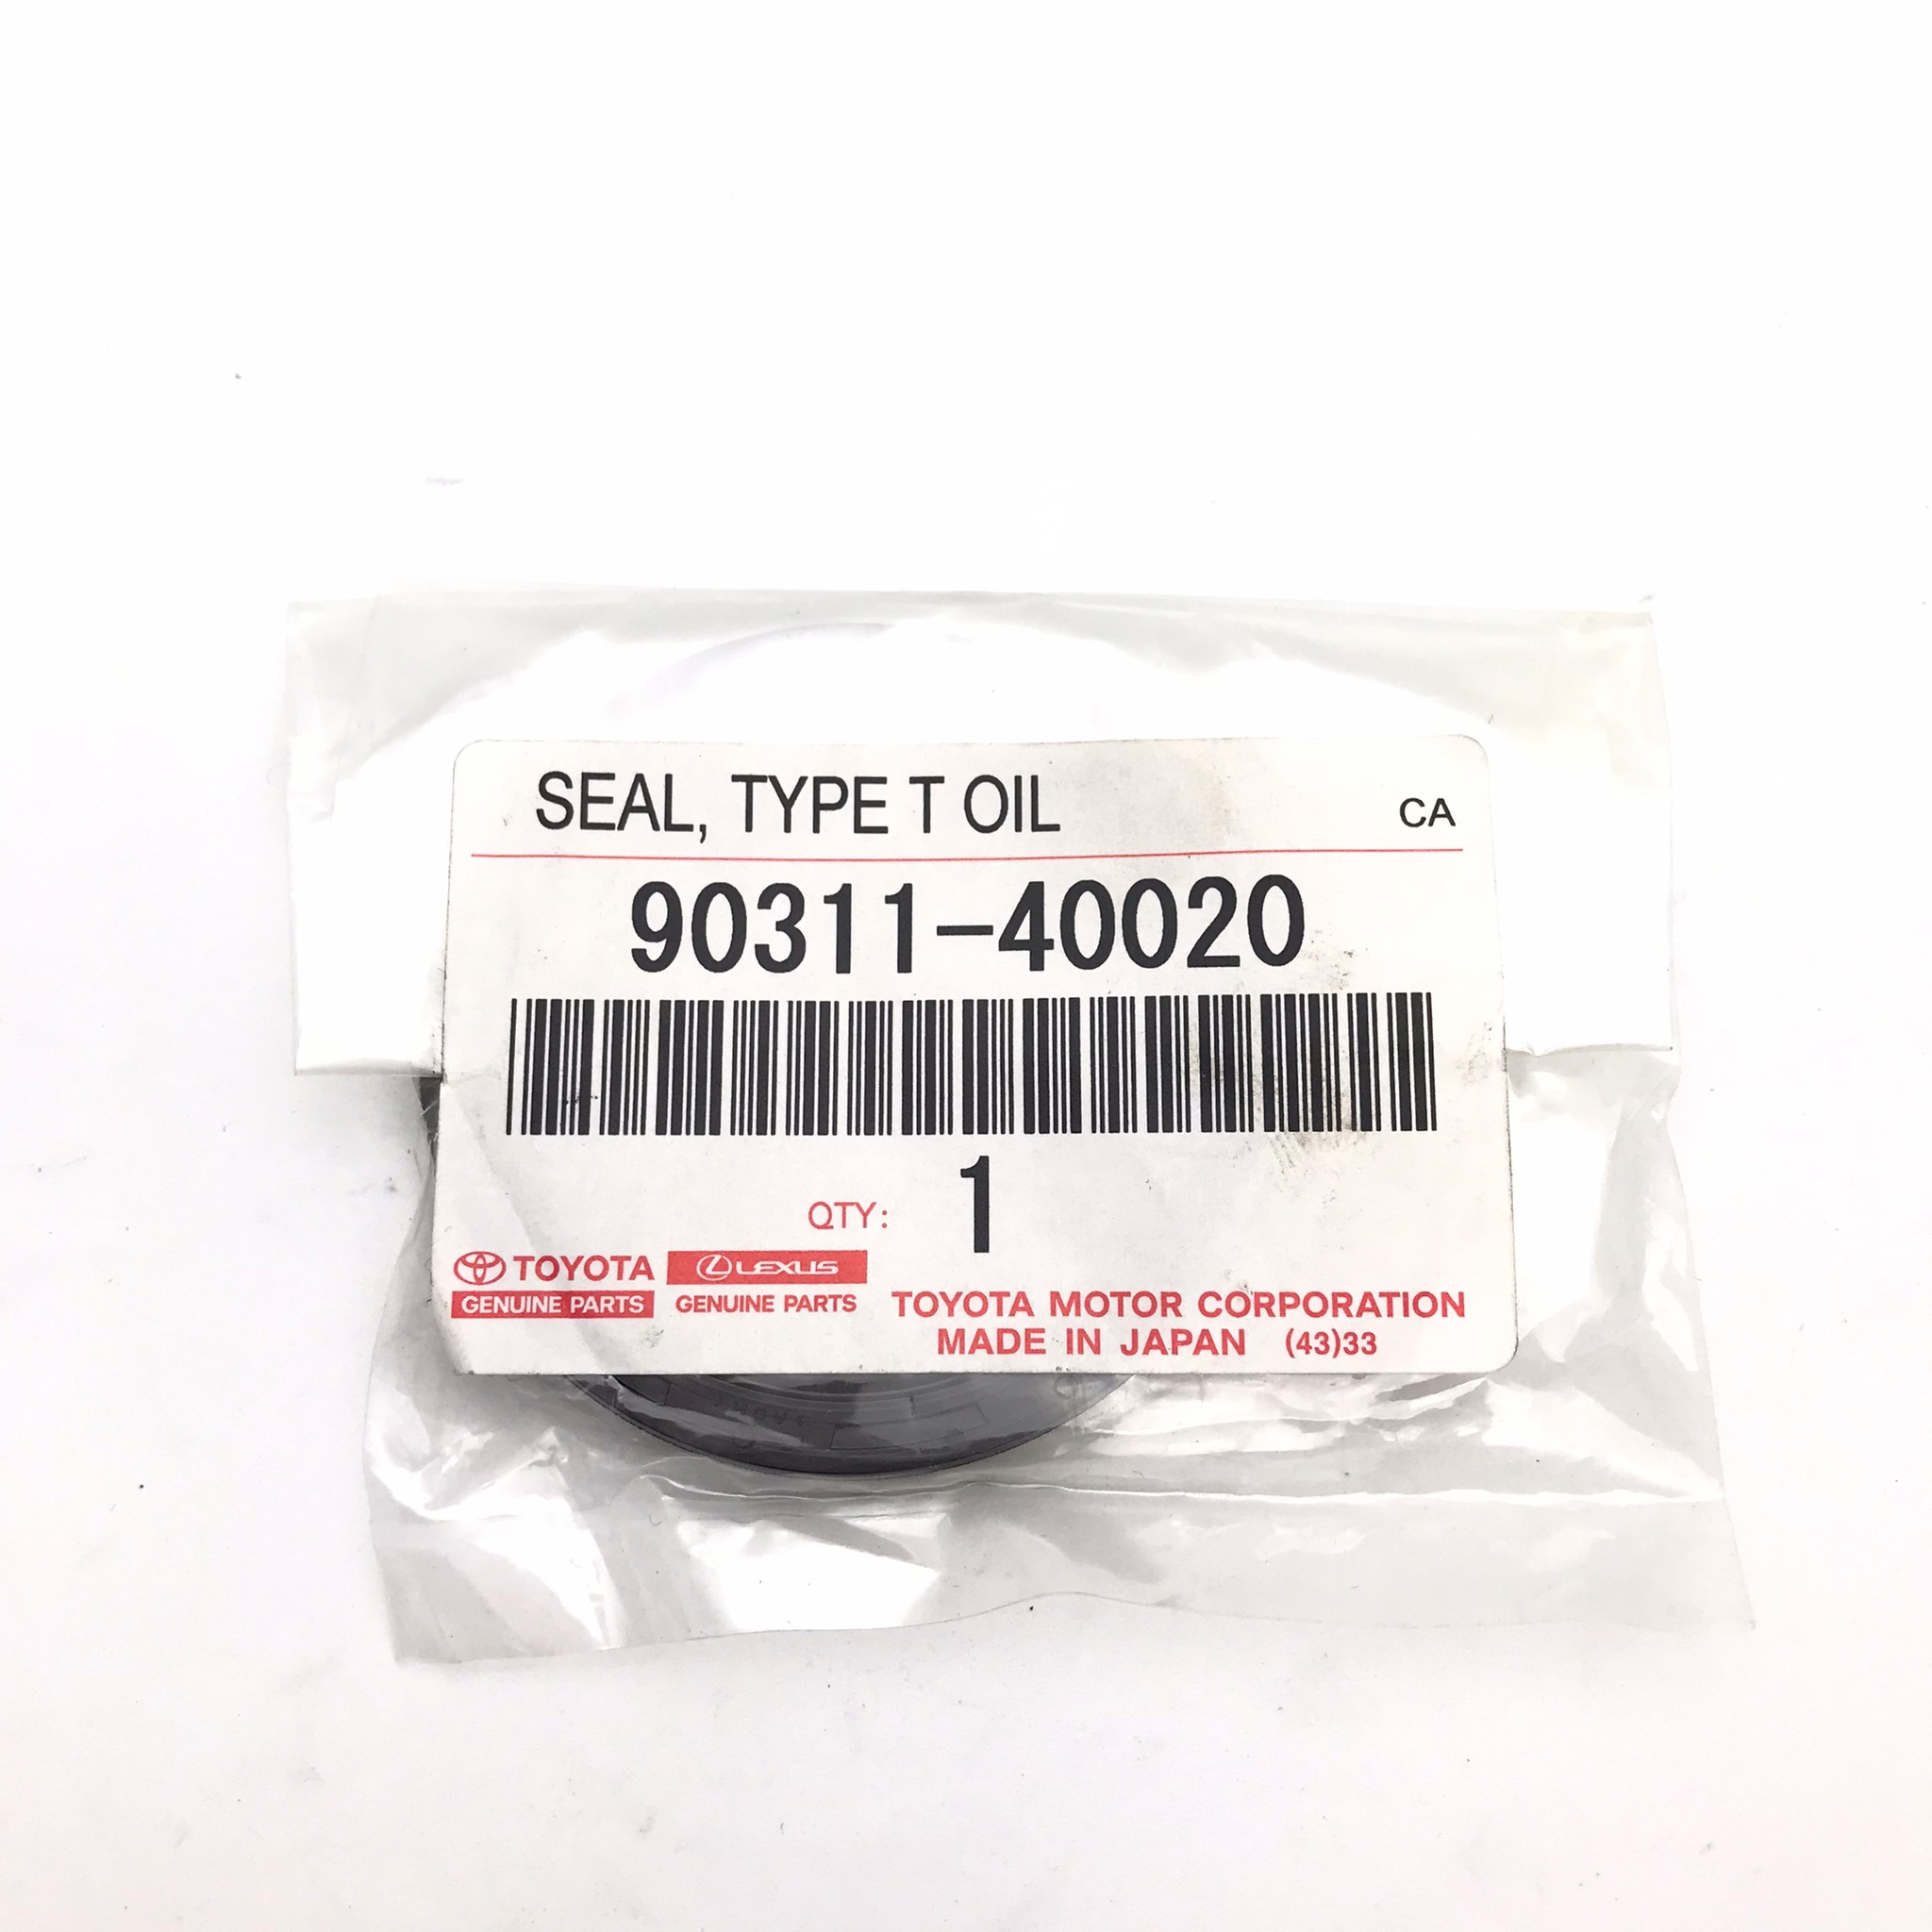 SEAL, TYPE T OIL CA
90311-40020
QTY: 1
TOYOTA LEXUS
GENUINE PARTS GENUINE PARTS
TOYOTA MOTOR CORPORATION
MADE IN JAPAN (43)33